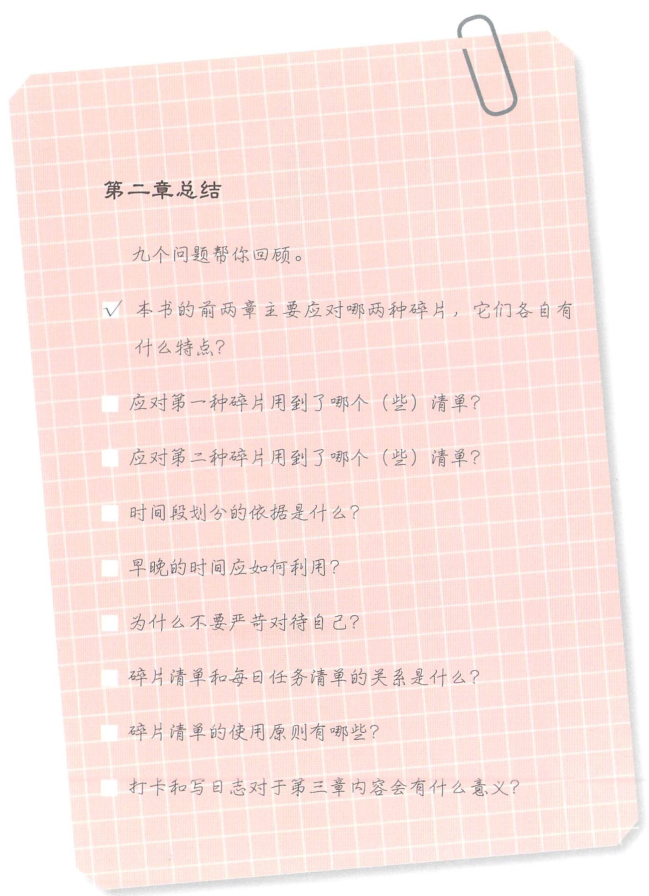 第二章总结
九个问题帮你回顾。
√ 本书的前两章主要应对哪两种碎片，它们各自有
什么特点？
应对第一种碎片用到了哪个（些）清单？
应对第二种碎片用到了哪个（些）清单？
时间段划分的依据是什么？
早晚的时间应如何利用？
为什么不要严苛对待自己？
碎片清单和每日任务清单的关系是什么？
碎片清单的使用原则有哪些？
打卡和写日志对于第三章内容会有什么意义？